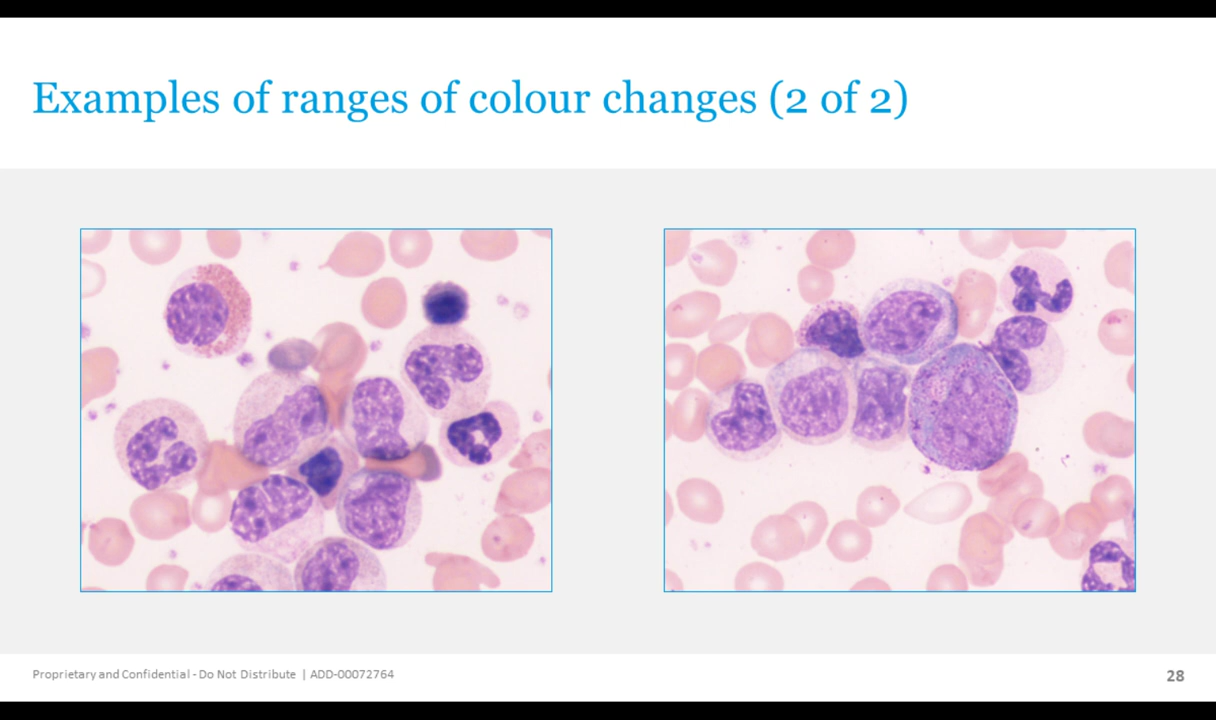 Examples of ranges of colour changes (2 of 2)
Proprietary and Confidential - Do Not Distribute | ADD-00072764
28